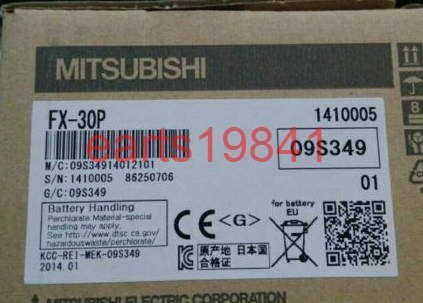 MITSUBISHI
FX-30P
1410005
earts19841
M/C:09S34914012101
S/N:1410005 86250706
G/C:09S349
09S349
01
Battery Handling
Perchlorate Material-special
handling may apply.
See http://www.dtsc.ca.gov/
hazardouswaste/perchlorate/
CE <G>
for battery
EU
KCC-REI-MEK-09S349
2014.01
原产地 日本国
合格证
8
MITSUBISHI ELECTRIC CORPORATION